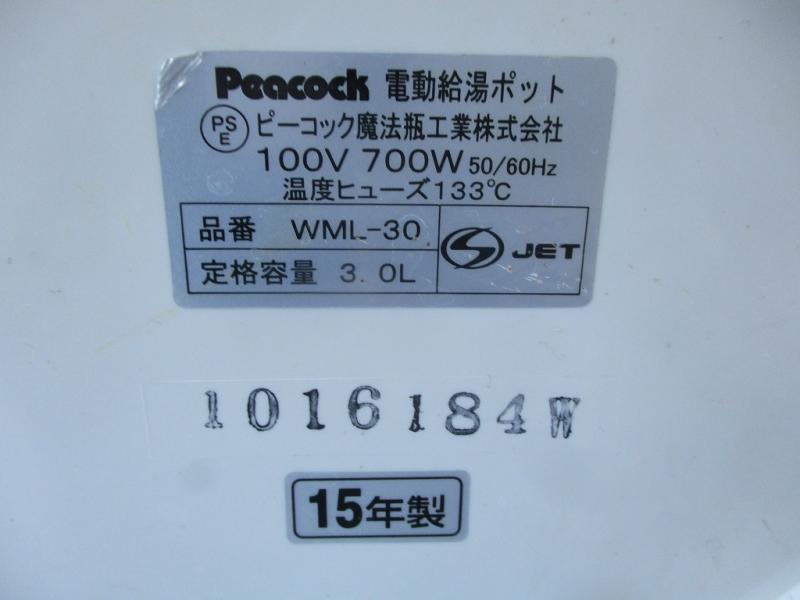 Peacock 電動給湯ポット
PS E ピーコック魔法瓶工業株式会社
100V 700W 50/60Hz
温度ヒューズ133℃
品番 WML-30
S JET
定格容量 3.0L
1016184W
15年製